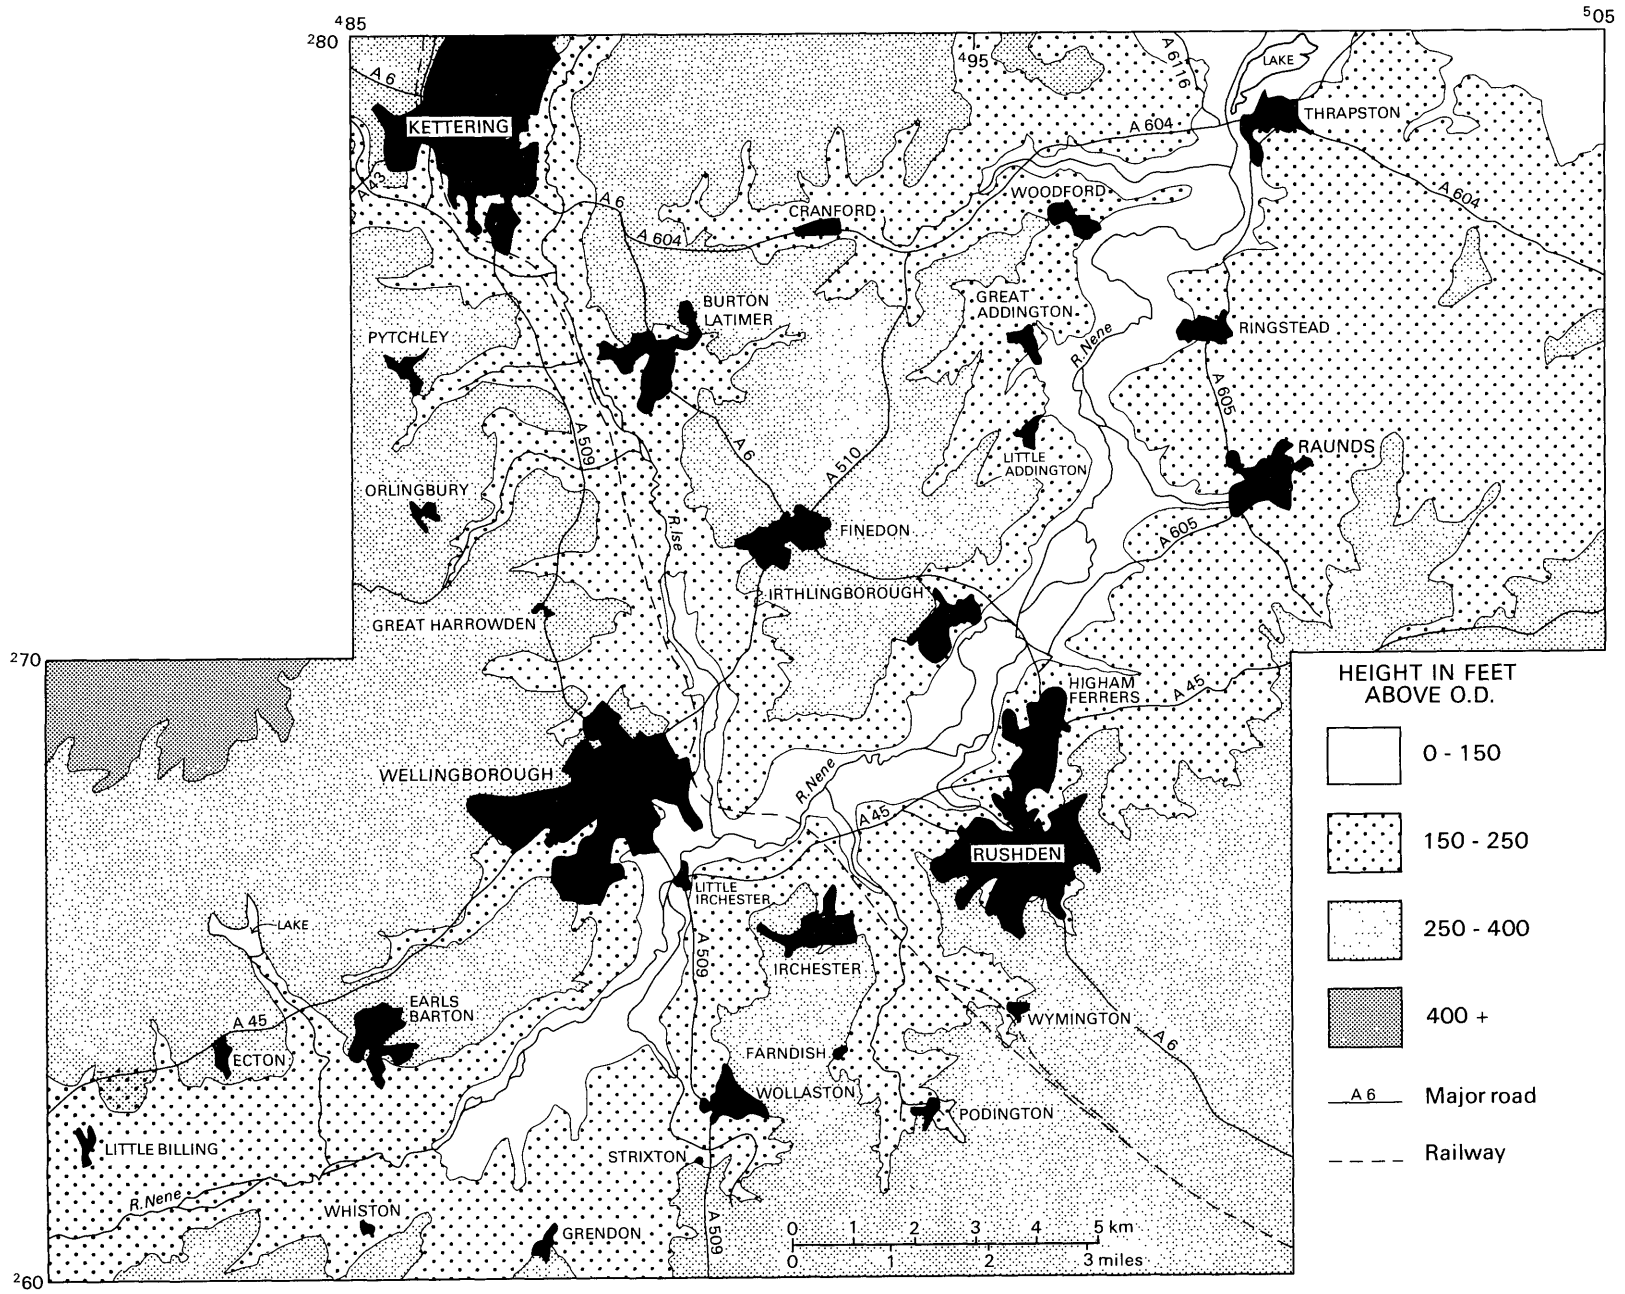 485
505
280
495
A 6
A 6116
LAKE
KETTERING
THRAPSTON
A 604
A 43
A 6
WOODFORD
A 604
CRANFORD
A 604
BURTON
LATIMER
GREAT
ADDINGTON
PYTCHLEY
R. Nene
RINGSTEAD
A 605
A 509
A 6
A 510
LITTLE
ADDINGTON
RAUNDS
ORLINGBURY
R. Ise
FINEDON
A 605
IRTHLINGBOROUGH
GREAT HARROWDEN
270
HIGHAM
FERRERS
A 45
HEIGHT IN FEET
ABOVE O.D.
0 - 150
150 - 250
250 - 400
400 +
A 6 Major road
Railway
WELLINGBOROUGH
R. Nene
A 45
RUSHDEN
LITTLE
IRCHESTER
LAKE
A 509
IRCHESTER
EARLS
BARTON
A 45
WYMINGTON
ECTON
FARNDISH
A 6
WOLLASTON
PODINGTON
LITTLE BILLING
STRIXTON
R. Nene
WHISTON
GRENDON
A 509
0 1 2 3 4 5 km
0 1 2 3 miles
260